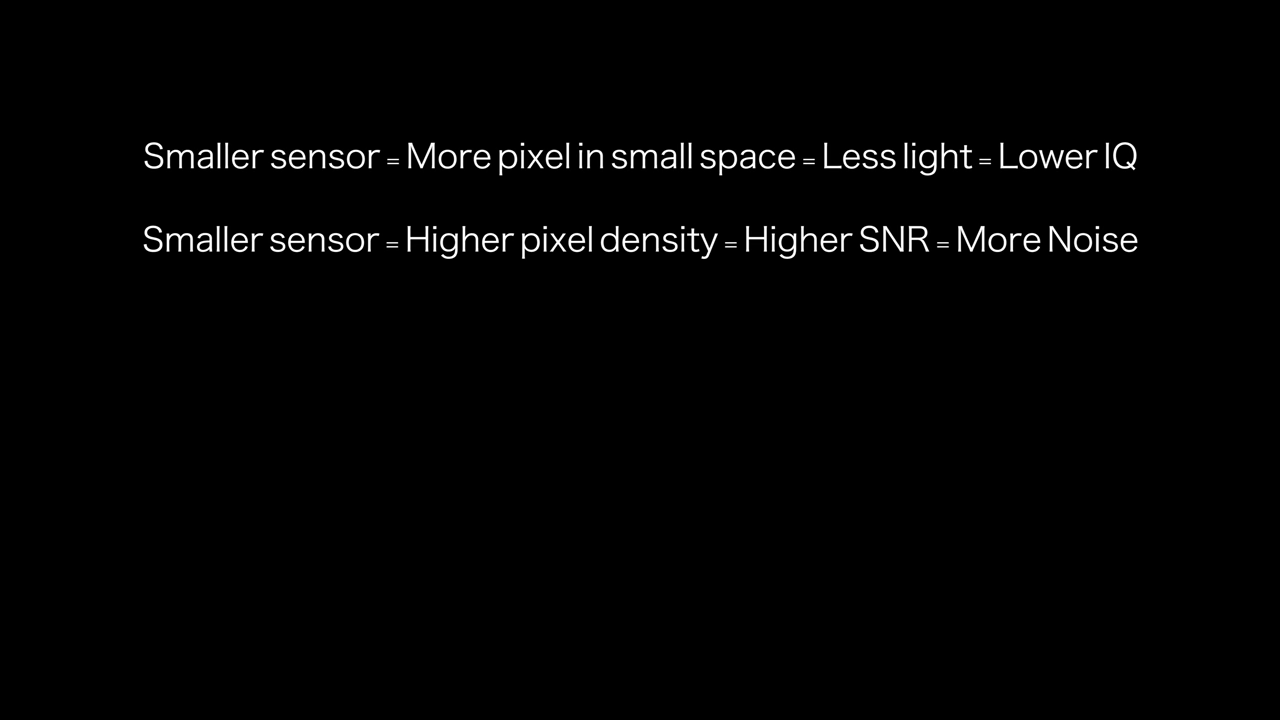 Smaller sensor = More pixel in small space = Less light = Lower IQ
Smaller sensor = Higher pixel density = Higher SNR = More Noise